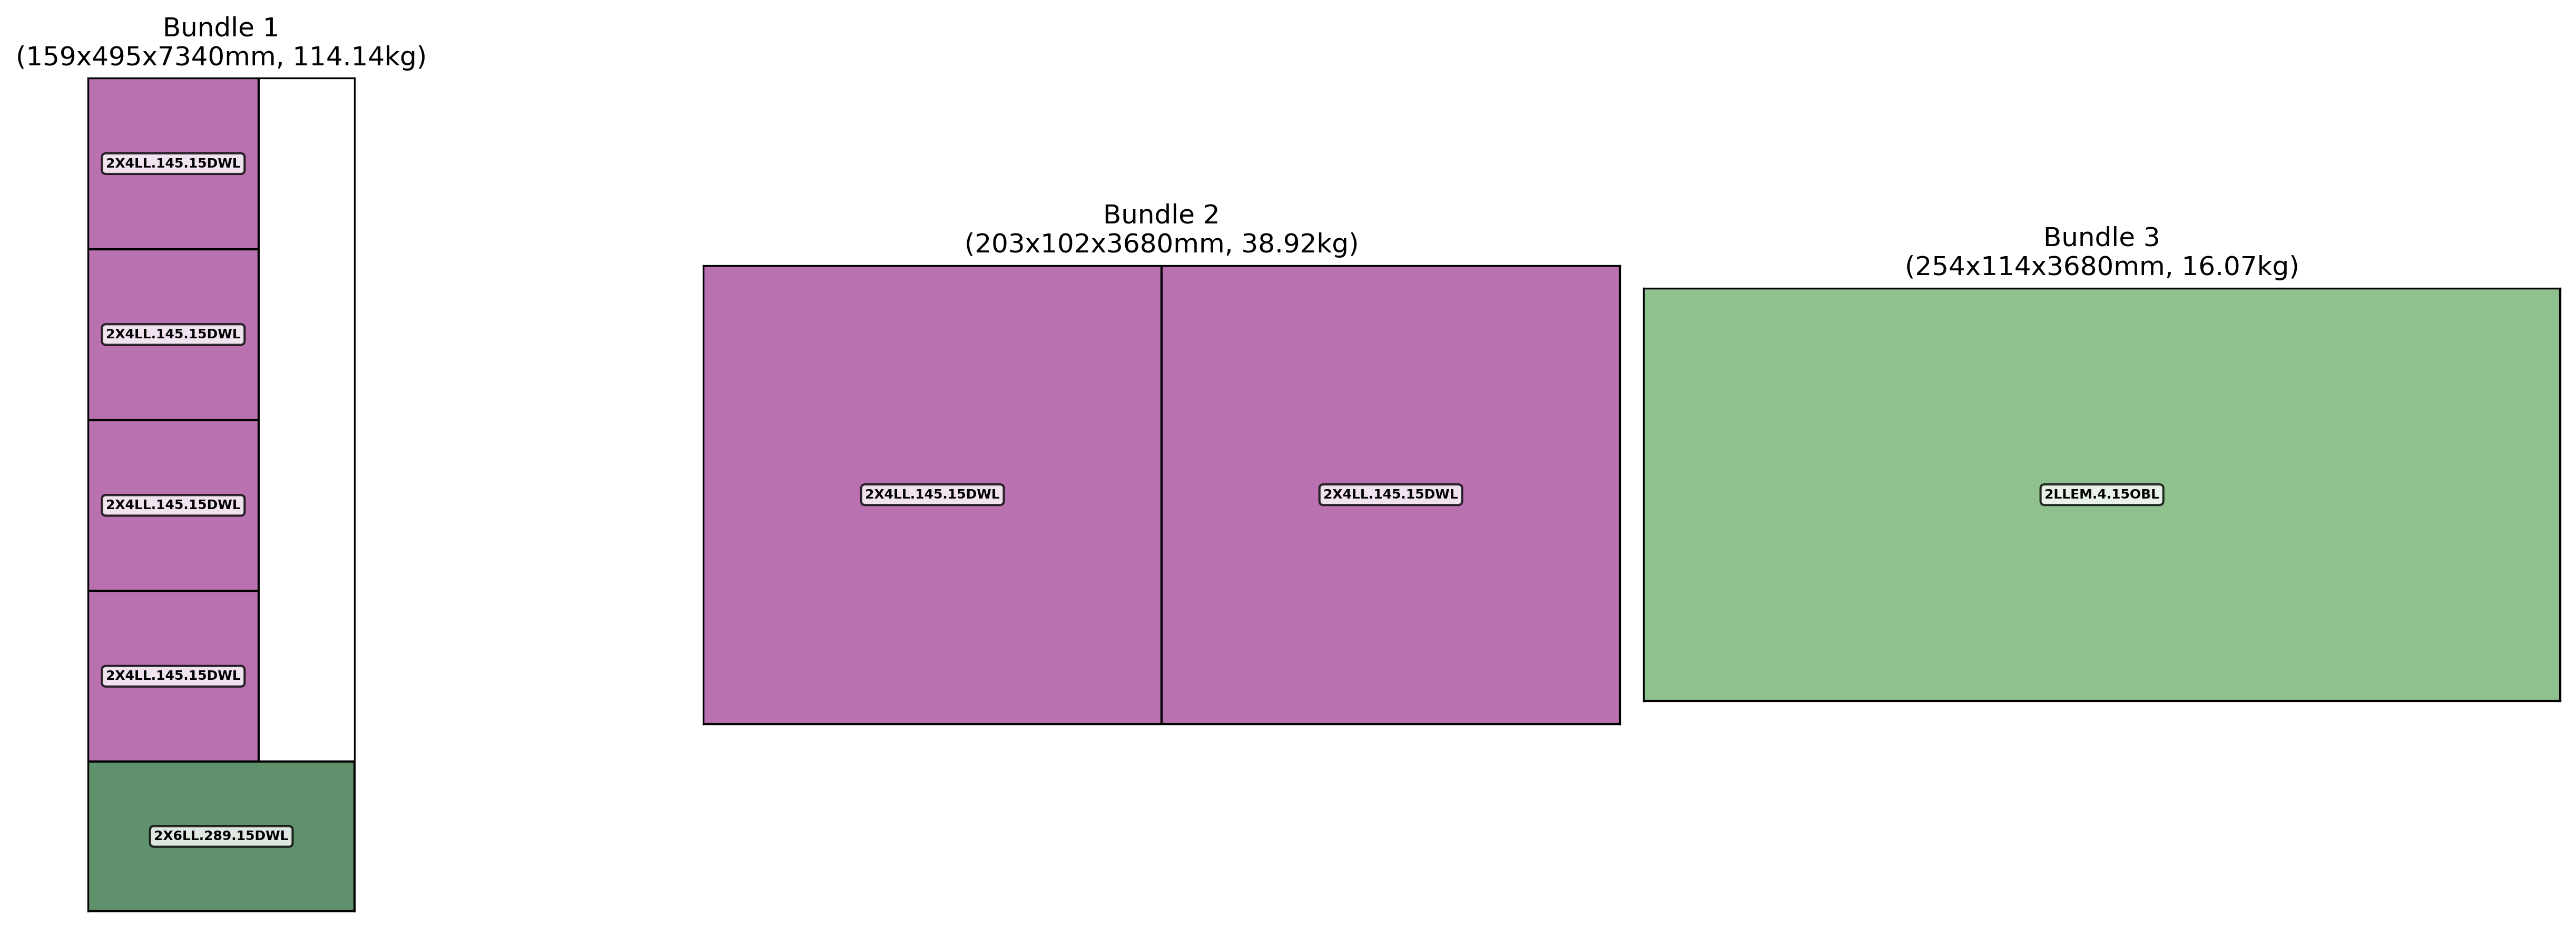 Bundle 1
(159x495x7340mm, 114.14kg)
2X4LL.145.15DWL
2X4LL.145.15DWL
2X4LL.145.15DWL
2X4LL.145.15DWL
2X6LL.289.15DWL
Bundle 2
(203x102x3680mm, 38.92kg)
2X4LL.145.15DWL
2X4LL.145.15DWL
Bundle 3
(254x114x3680mm, 16.07kg)
2LLEM.4.15OBL